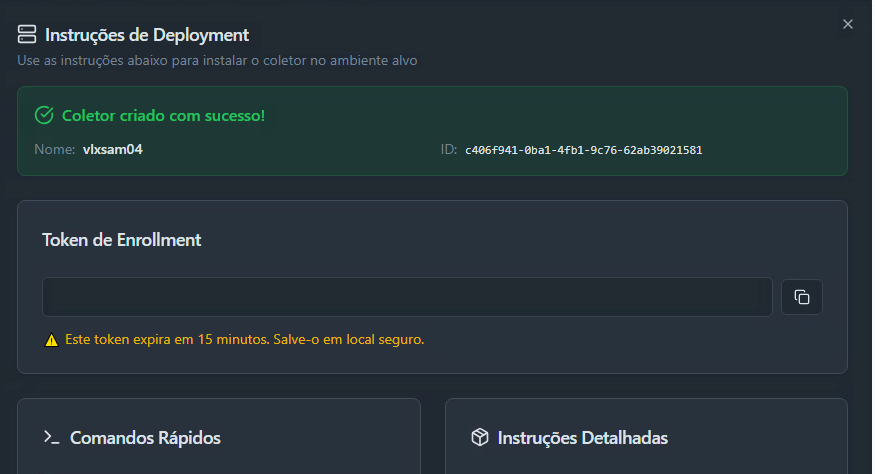 Instruções de Deployment
Use as instruções abaixo para instalar o coletor no ambiente alvo
Coletor criado com sucesso!
Nome: vlxsam04 ID: c406f941-0ba1-4fb1-9c76-62ab39021581
Token de Enrollment
Este token expira em 15 minutos. Salve-o em local seguro.
Comandos Rápidos
Instruções Detalhadas